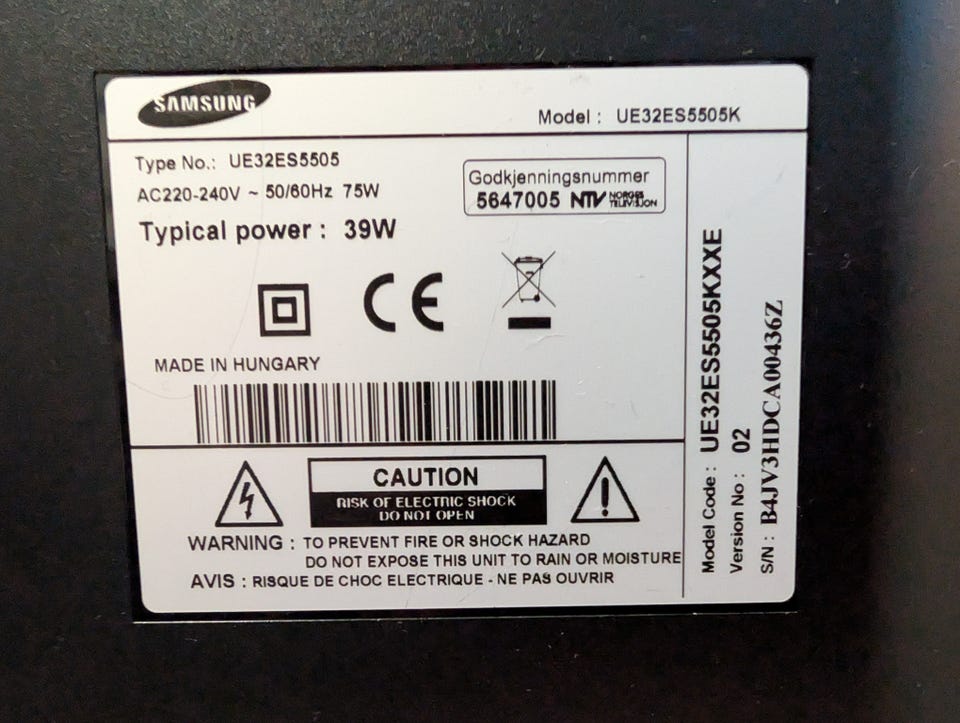 SAMSUNG
Model : UE32ES5505K
Type No.: UE32ES5505
AC220-240V ~ 50/60Hz 75W
Typical power : 39W
Godkjenningsnummer
5647005 NTV NORGES TELEVISJON
CE
MADE IN HUNGARY
CAUTION
RISK OF ELECTRIC SHOCK
DO NOT OPEN
WARNING : TO PREVENT FIRE OR SHOCK HAZARD
DO NOT EXPOSE THIS UNIT TO RAIN OR MOISTURE
AVIS : RISQUE DE CHOC ELECTRIQUE - NE PAS OUVRIR
Model Code : UE32ES5505KXXE
Version No : 02
S/N : B4JV3HDCA00436Z